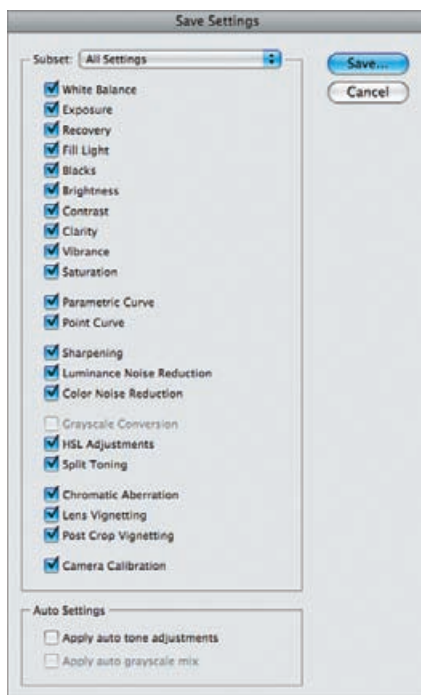 Save Settings
Subset: All Settings
Save...
Cancel
White Balance
Exposure
Recovery
Fill Light
Blacks
Brightness
Contrast
Clarity
Vibrance
Saturation
Parametric Curve
Point Curve
Sharpening
Luminance Noise Reduction
Color Noise Reduction
Grayscale Conversion
HSL Adjustments
Split Toning
Chromatic Aberration
Lens Vignetting
Post Crop Vignetting
Camera Calibration
Auto Settings
Apply auto tone adjustments
Apply auto grayscale mix